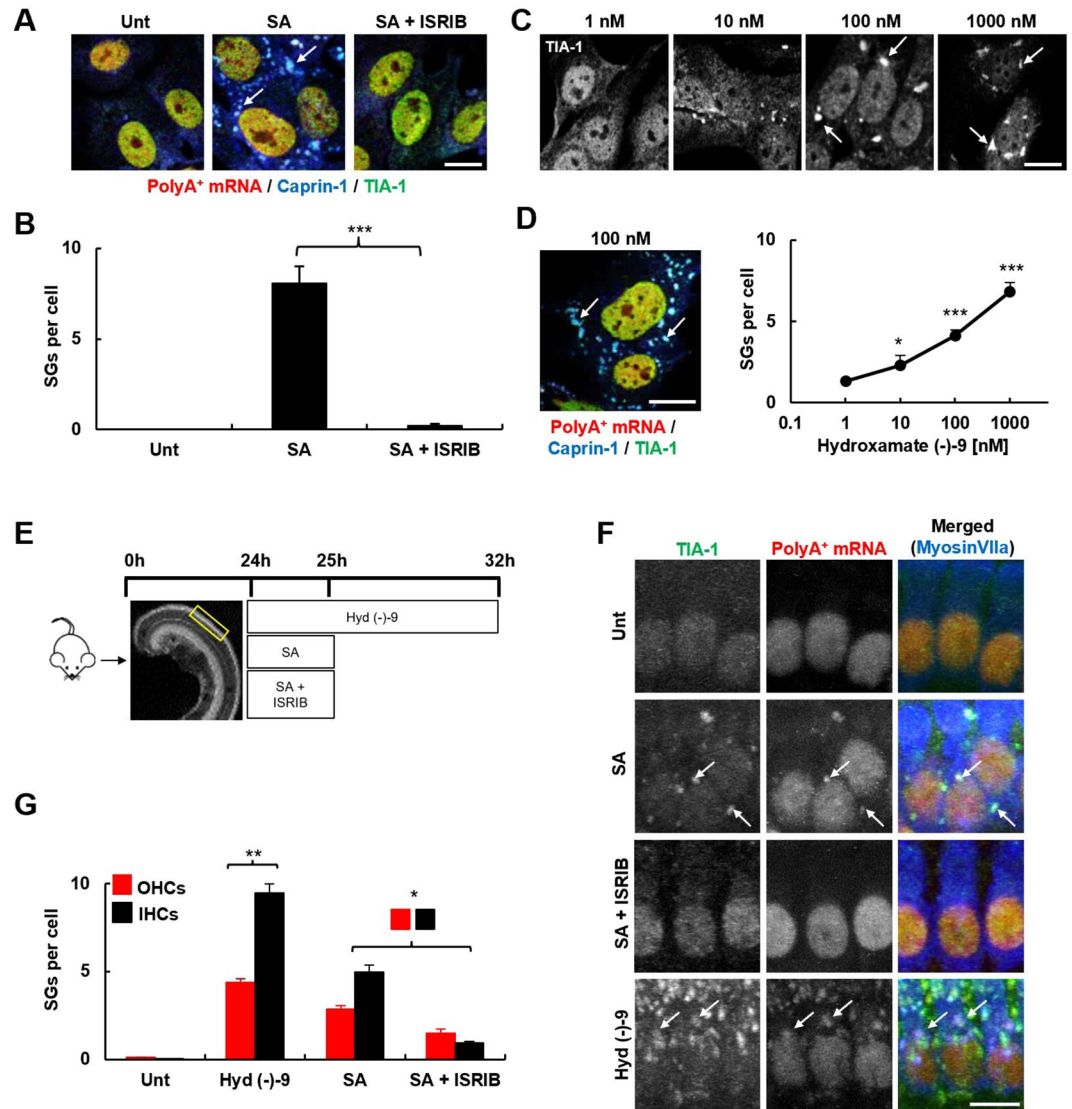 A
Unt SA SA + ISRIB
PolyA⁺ mRNA / Caprin-1 / TIA-1
B
***
10
5
0
SGs per cell
Unt SA SA + ISRIB
C
1 nM 10 nM 100 nM 1000 nM
TIA-1
D
100 nM
PolyA⁺ mRNA /
Caprin-1 / TIA-1
10
5
0
SGs per cell
* *** ***
0.1 1 10 100 1000
Hydroxamate (-)-9 [nM]
E
0h 24h 25h 32h
Hyd (-)-9
SA
SA +
ISRIB
F
TIA-1 PolyA⁺ mRNA Merged
(MyosinVIIa)
Unt
SA
SA + ISRIB
Hyd (-)-9
G
OHCs
IHCs
** *
10
5
0
SGs per cell
Unt Hyd (-)-9 SA SA + ISRIB